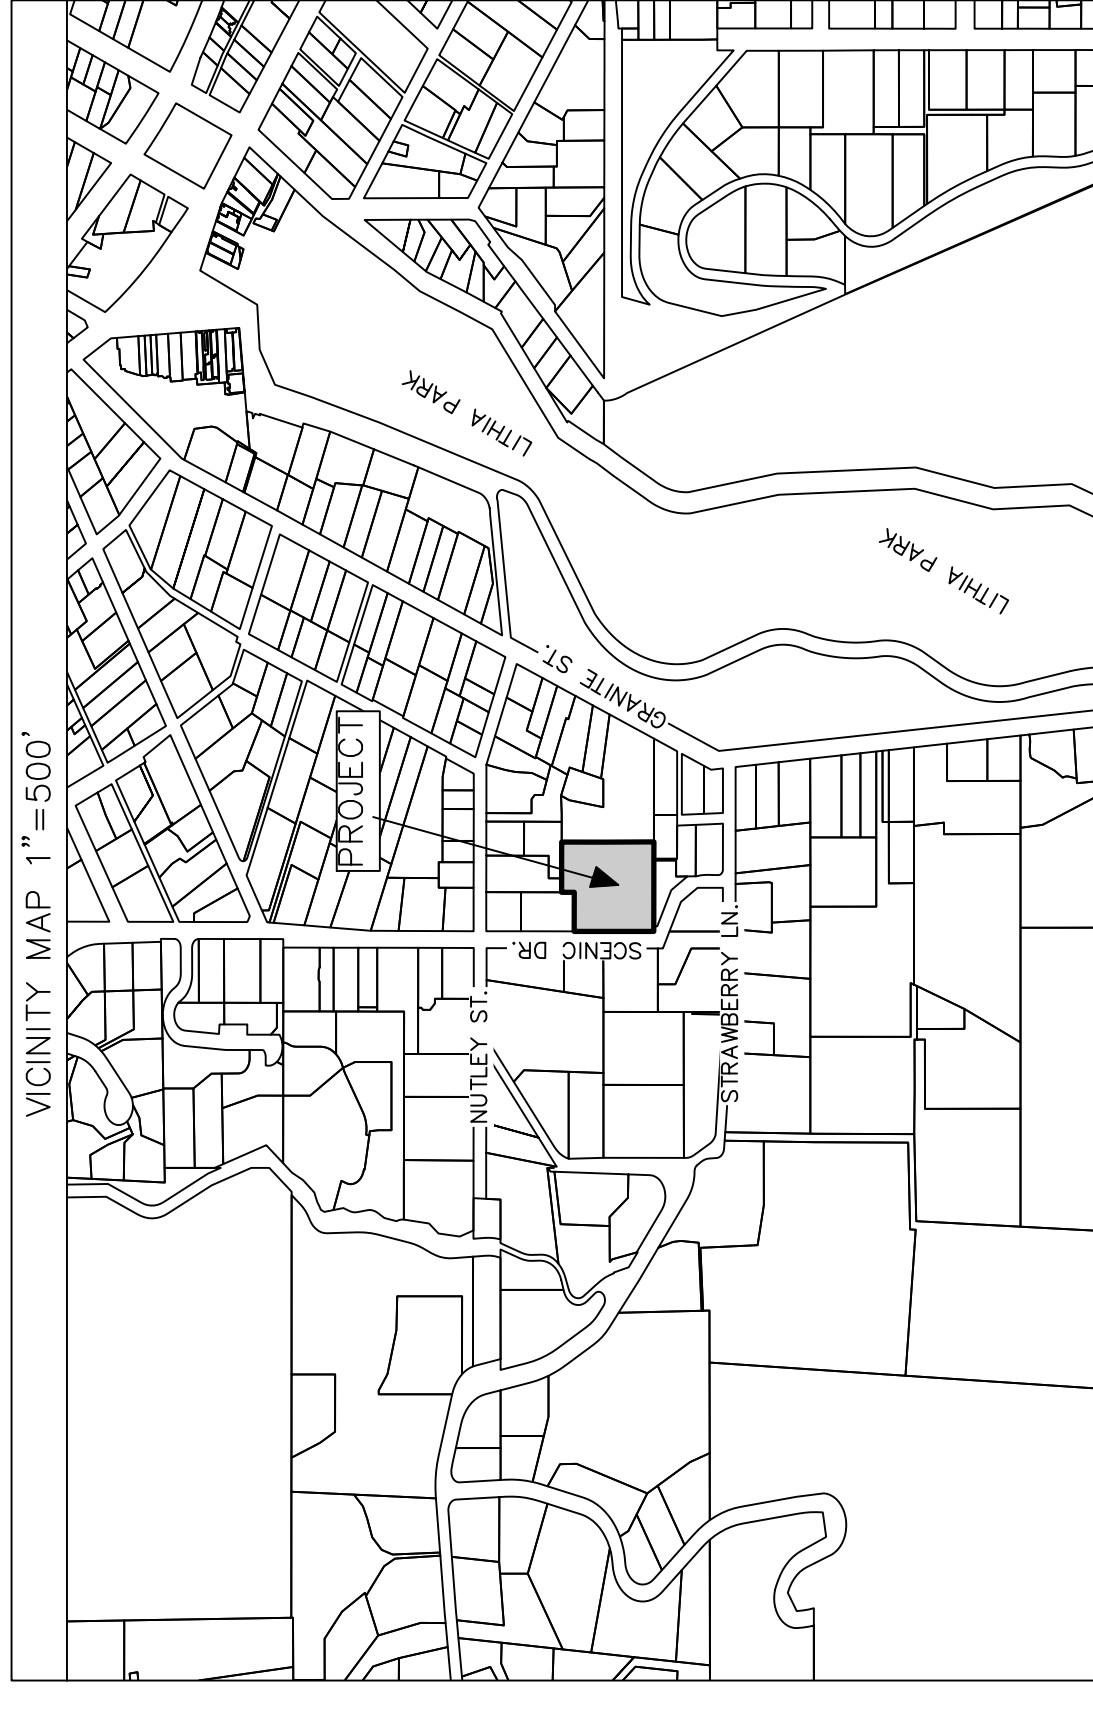 VICINITY MAP 1"=500'
LITHIA PARK
LITHIA PARK
GRANITE ST.
PROJECT
SCENIC DR.
NUTLEY ST.
STRAWBERRY LN.